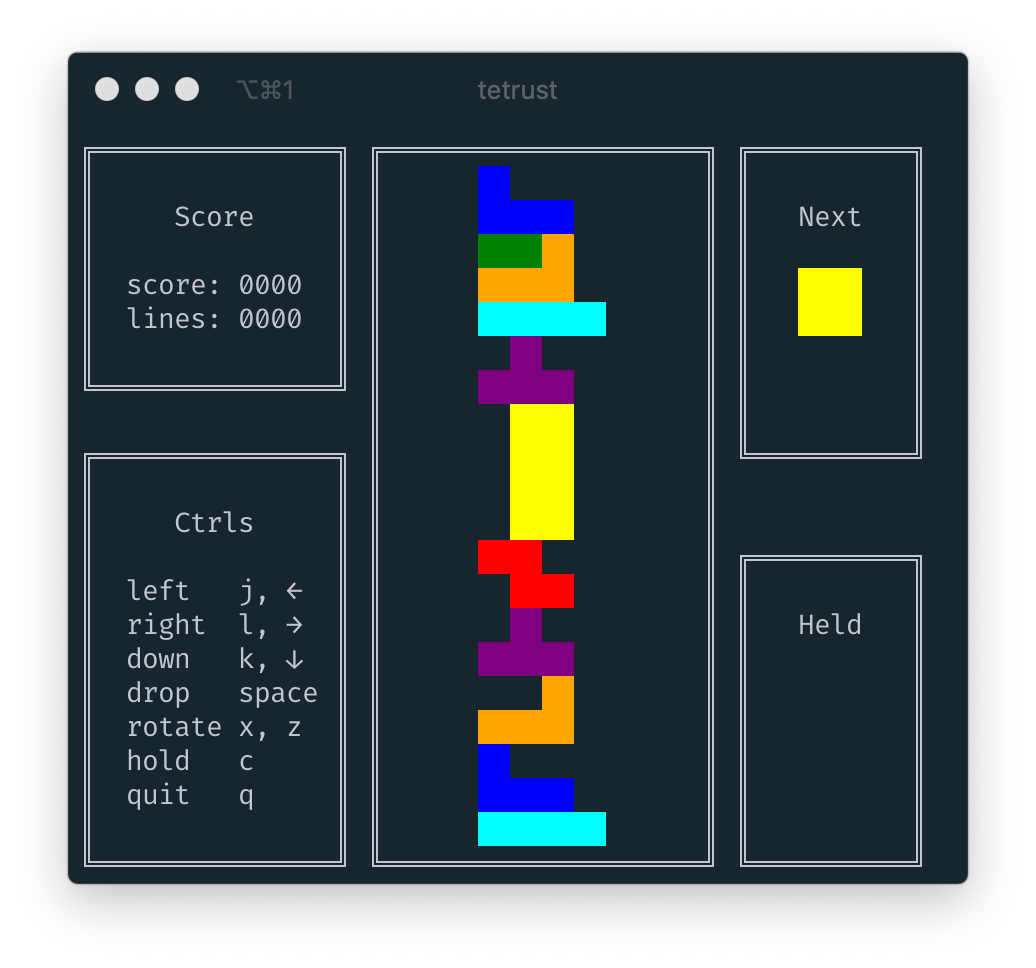 ⌥⌘1 tetrust
Score
score: 0000
lines: 0000
Ctrls
left j, ←
right l, →
down k, ↓
drop space
rotate x, z
hold c
quit q
Next
Held